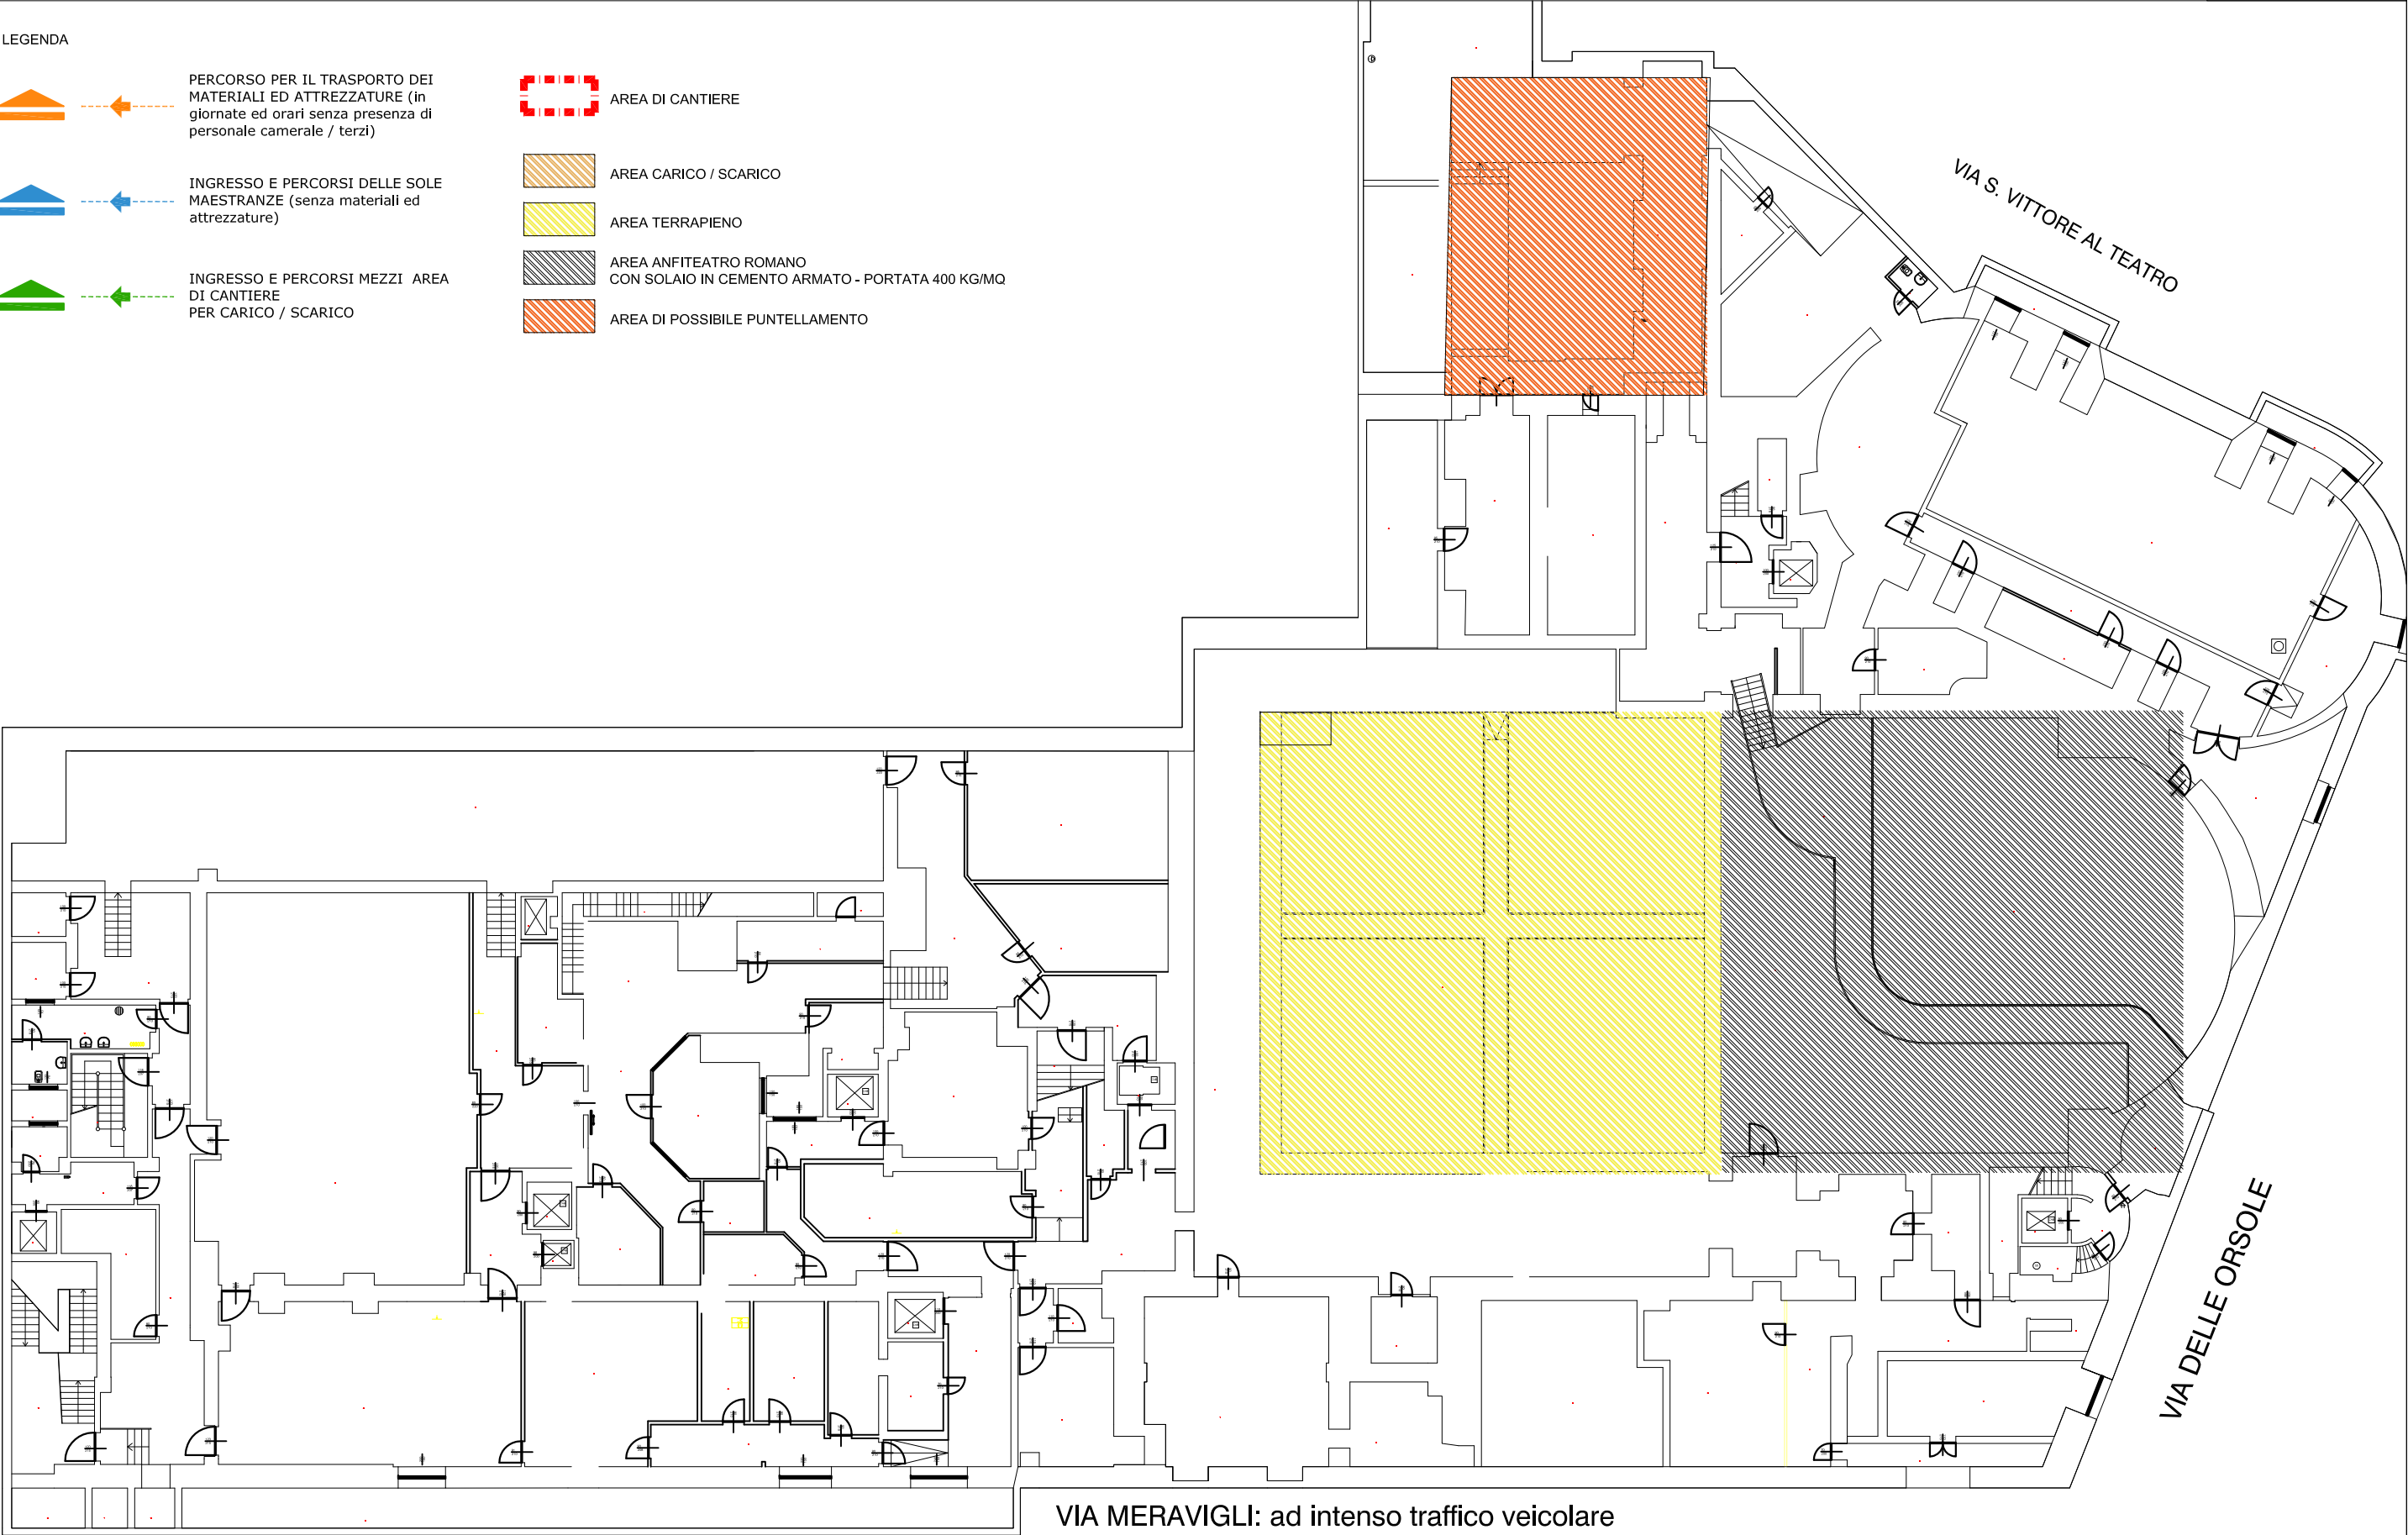 LEGENDA
PERCORSO PER IL TRASPORTO DEI
MATERIALI ED ATTREZZATURE (in
giornate ed orari senza presenza di
personale camerale / terzi)
INGRESSO E PERCORSI DELLE SOLE
MAESTRANZE (senza materiali ed
attrezzature)
INGRESSO E PERCORSI MEZZI AREA
DI CANTIERE
PER CARICO / SCARICO
AREA DI CANTIERE
AREA CARICO / SCARICO
AREA TERRAPIENO
AREA ANFITEATRO ROMANO
CON SOLAIO IN CEMENTO ARMATO - PORTATA 400 KG/MQ
AREA DI POSSIBILE PUNTELLAMENTO
VIA S. VITTORE AL TEATRO
VIA DELLE ORSOLE
VIA MERAVIGLI: ad intenso traffico veicolare